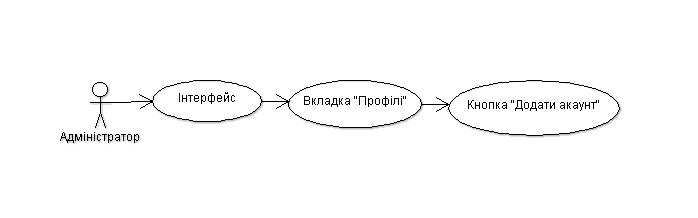 Інтерфейс
Вкладка "Профілі"
Кнопка "Додати акаунт"
Адміністратор